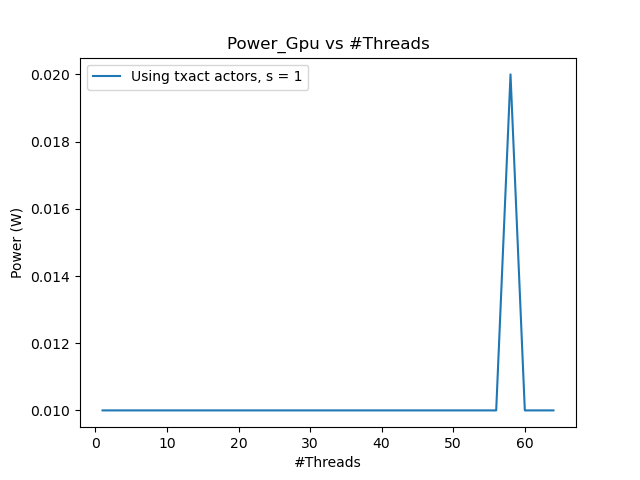 Power_Gpu vs #Threads
Using txact actors, s = 1
0.020
0.018
0.016
0.014
0.012
0.010
Power (W)
0 10 20 30 40 50 60
#Threads